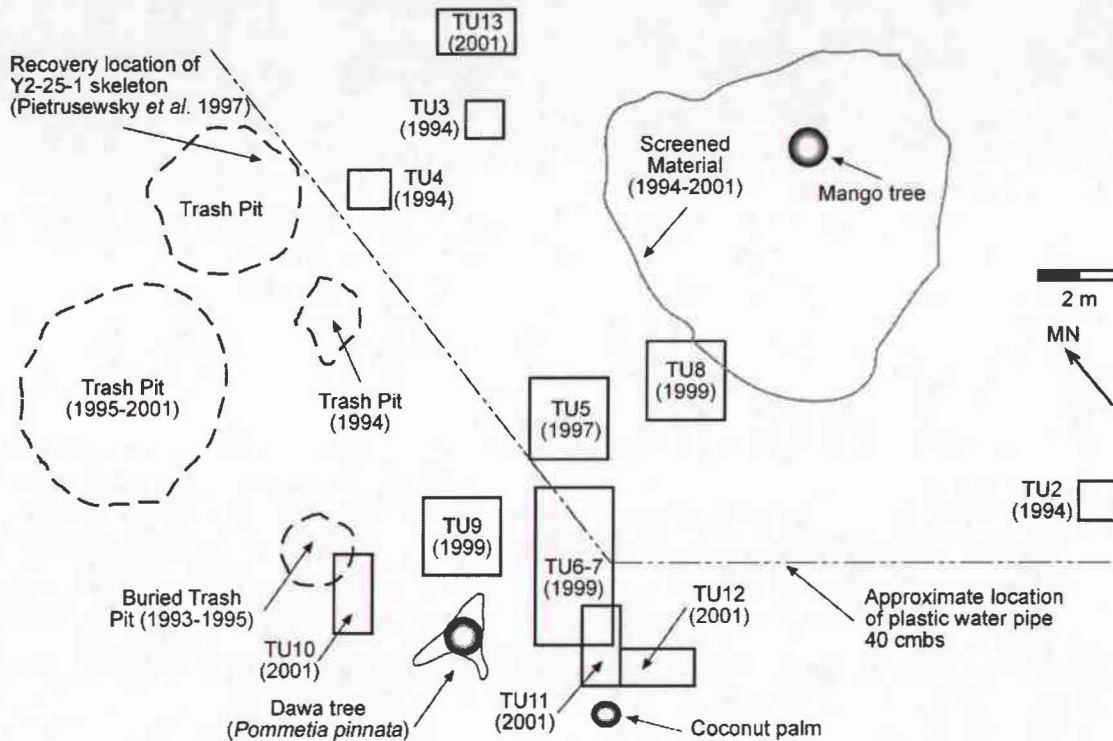 TU13
(2001)
Recovery location of
Y2-25-1 skeleton
(Pietrusewsky et al. 1997)
TU3
(1994)
Screened
Material
(1994-2001)
Mango tree
TU4
(1994)
Trash Pit
2 m
MN
TU8
(1999)
Trash Pit
(1995-2001)
Trash Pit
(1994)
TU5
(1997)
TU2
(1994)
TU9
(1999)
TU6-7
(1999)
Buried Trash
Pit (1993-1995)
TU10
(2001)
TU12
(2001)
Approximate location
of plastic water pipe
40 cmbs
Dawa tree
(Pommetia pinnata)
TU11
(2001)
Coconut palm